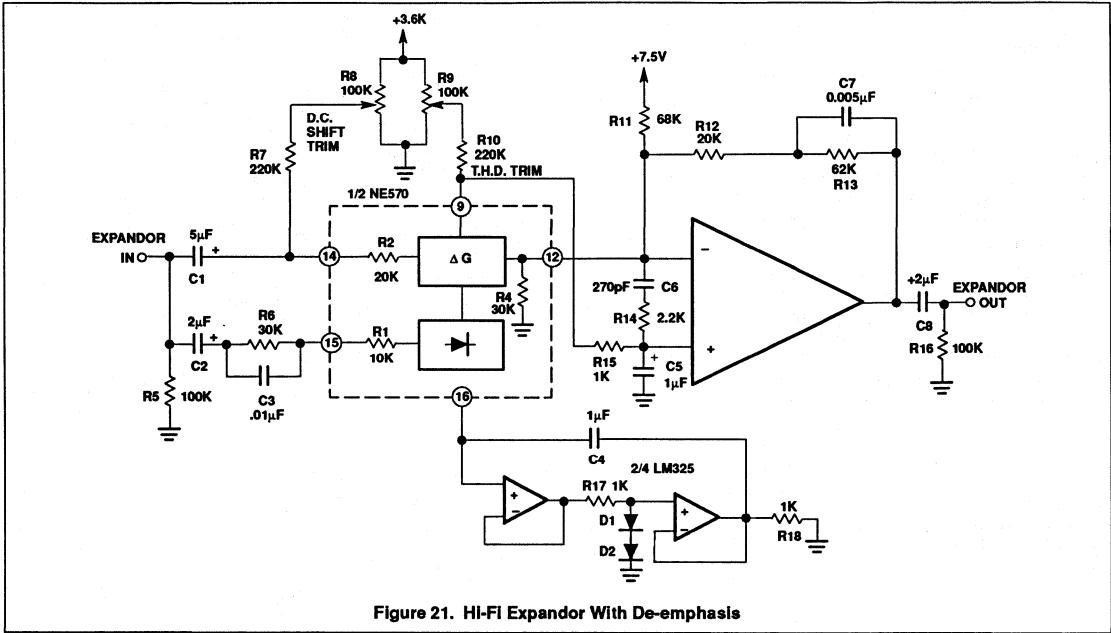 +3.6K
R8
100K
R9
100K
D.C.
SHIFT
TRIM
R7
220K
R10
220K
T.H.D. TRIM
1/2 NE570
9
+7.5V
R11
68K
R12
20K
C7
0.005µF
62K
R13
EXPANDOR
IN
5µF
+
C1
14
R2
20K
ΔG
12
R4
30K
270pF
C6
R14
2.2K
−
+
+2µF
C8
EXPANDOR
OUT
R16
100K
2µF
+
C2
R6
30K
C3
.01µF
15
R1
10K
R5
100K
R15
1K
+
C5
1µF
16
1µF
C4
2/4 LM325
R17 1K
+
−
D1
D2
+
−
1K
R18
Figure 21. Hi-Fi Expandor With De-emphasis